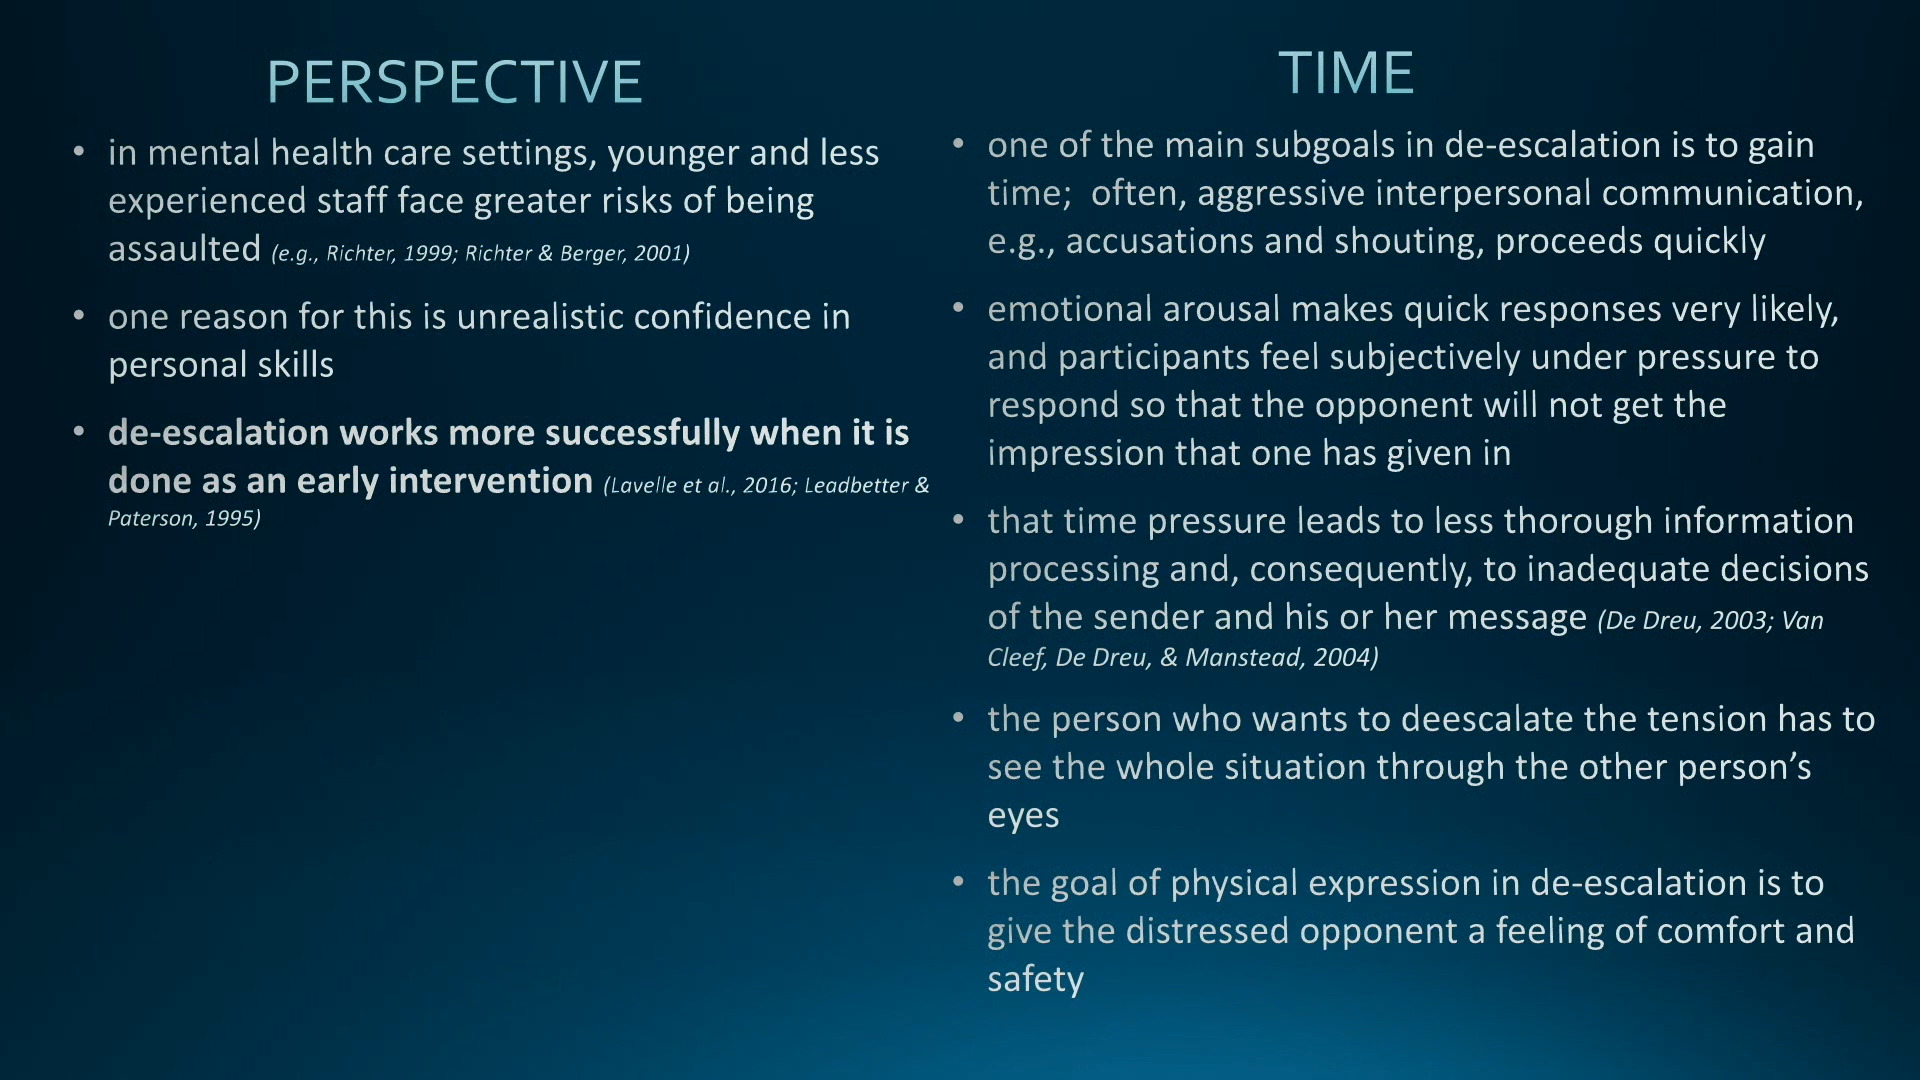 PERSPECTIVE
• in mental health care settings, younger and less
experienced staff face greater risks of being
assaulted (e.g., Richter, 1999; Richter & Berger, 2001)
• one reason for this is unrealistic confidence in
personal skills
• de-escalation works more successfully when it is
done as an early intervention (Lavelle et al., 2016; Leadbetter &
Paterson, 1995)
TIME
• one of the main subgoals in de-escalation is to gain
time;  often, aggressive interpersonal communication,
e.g., accusations and shouting, proceeds quickly
• emotional arousal makes quick responses very likely,
and participants feel subjectively under pressure to
respond so that the opponent will not get the
impression that one has given in
• that time pressure leads to less thorough information
processing and, consequently, to inadequate decisions
of the sender and his or her message (De Dreu, 2003; Van
Cleef, De Dreu, & Manstead, 2004)
• the person who wants to deescalate the tension has to
see the whole situation through the other person’s
eyes
• the goal of physical expression in de-escalation is to
give the distressed opponent a feeling of comfort and
safety